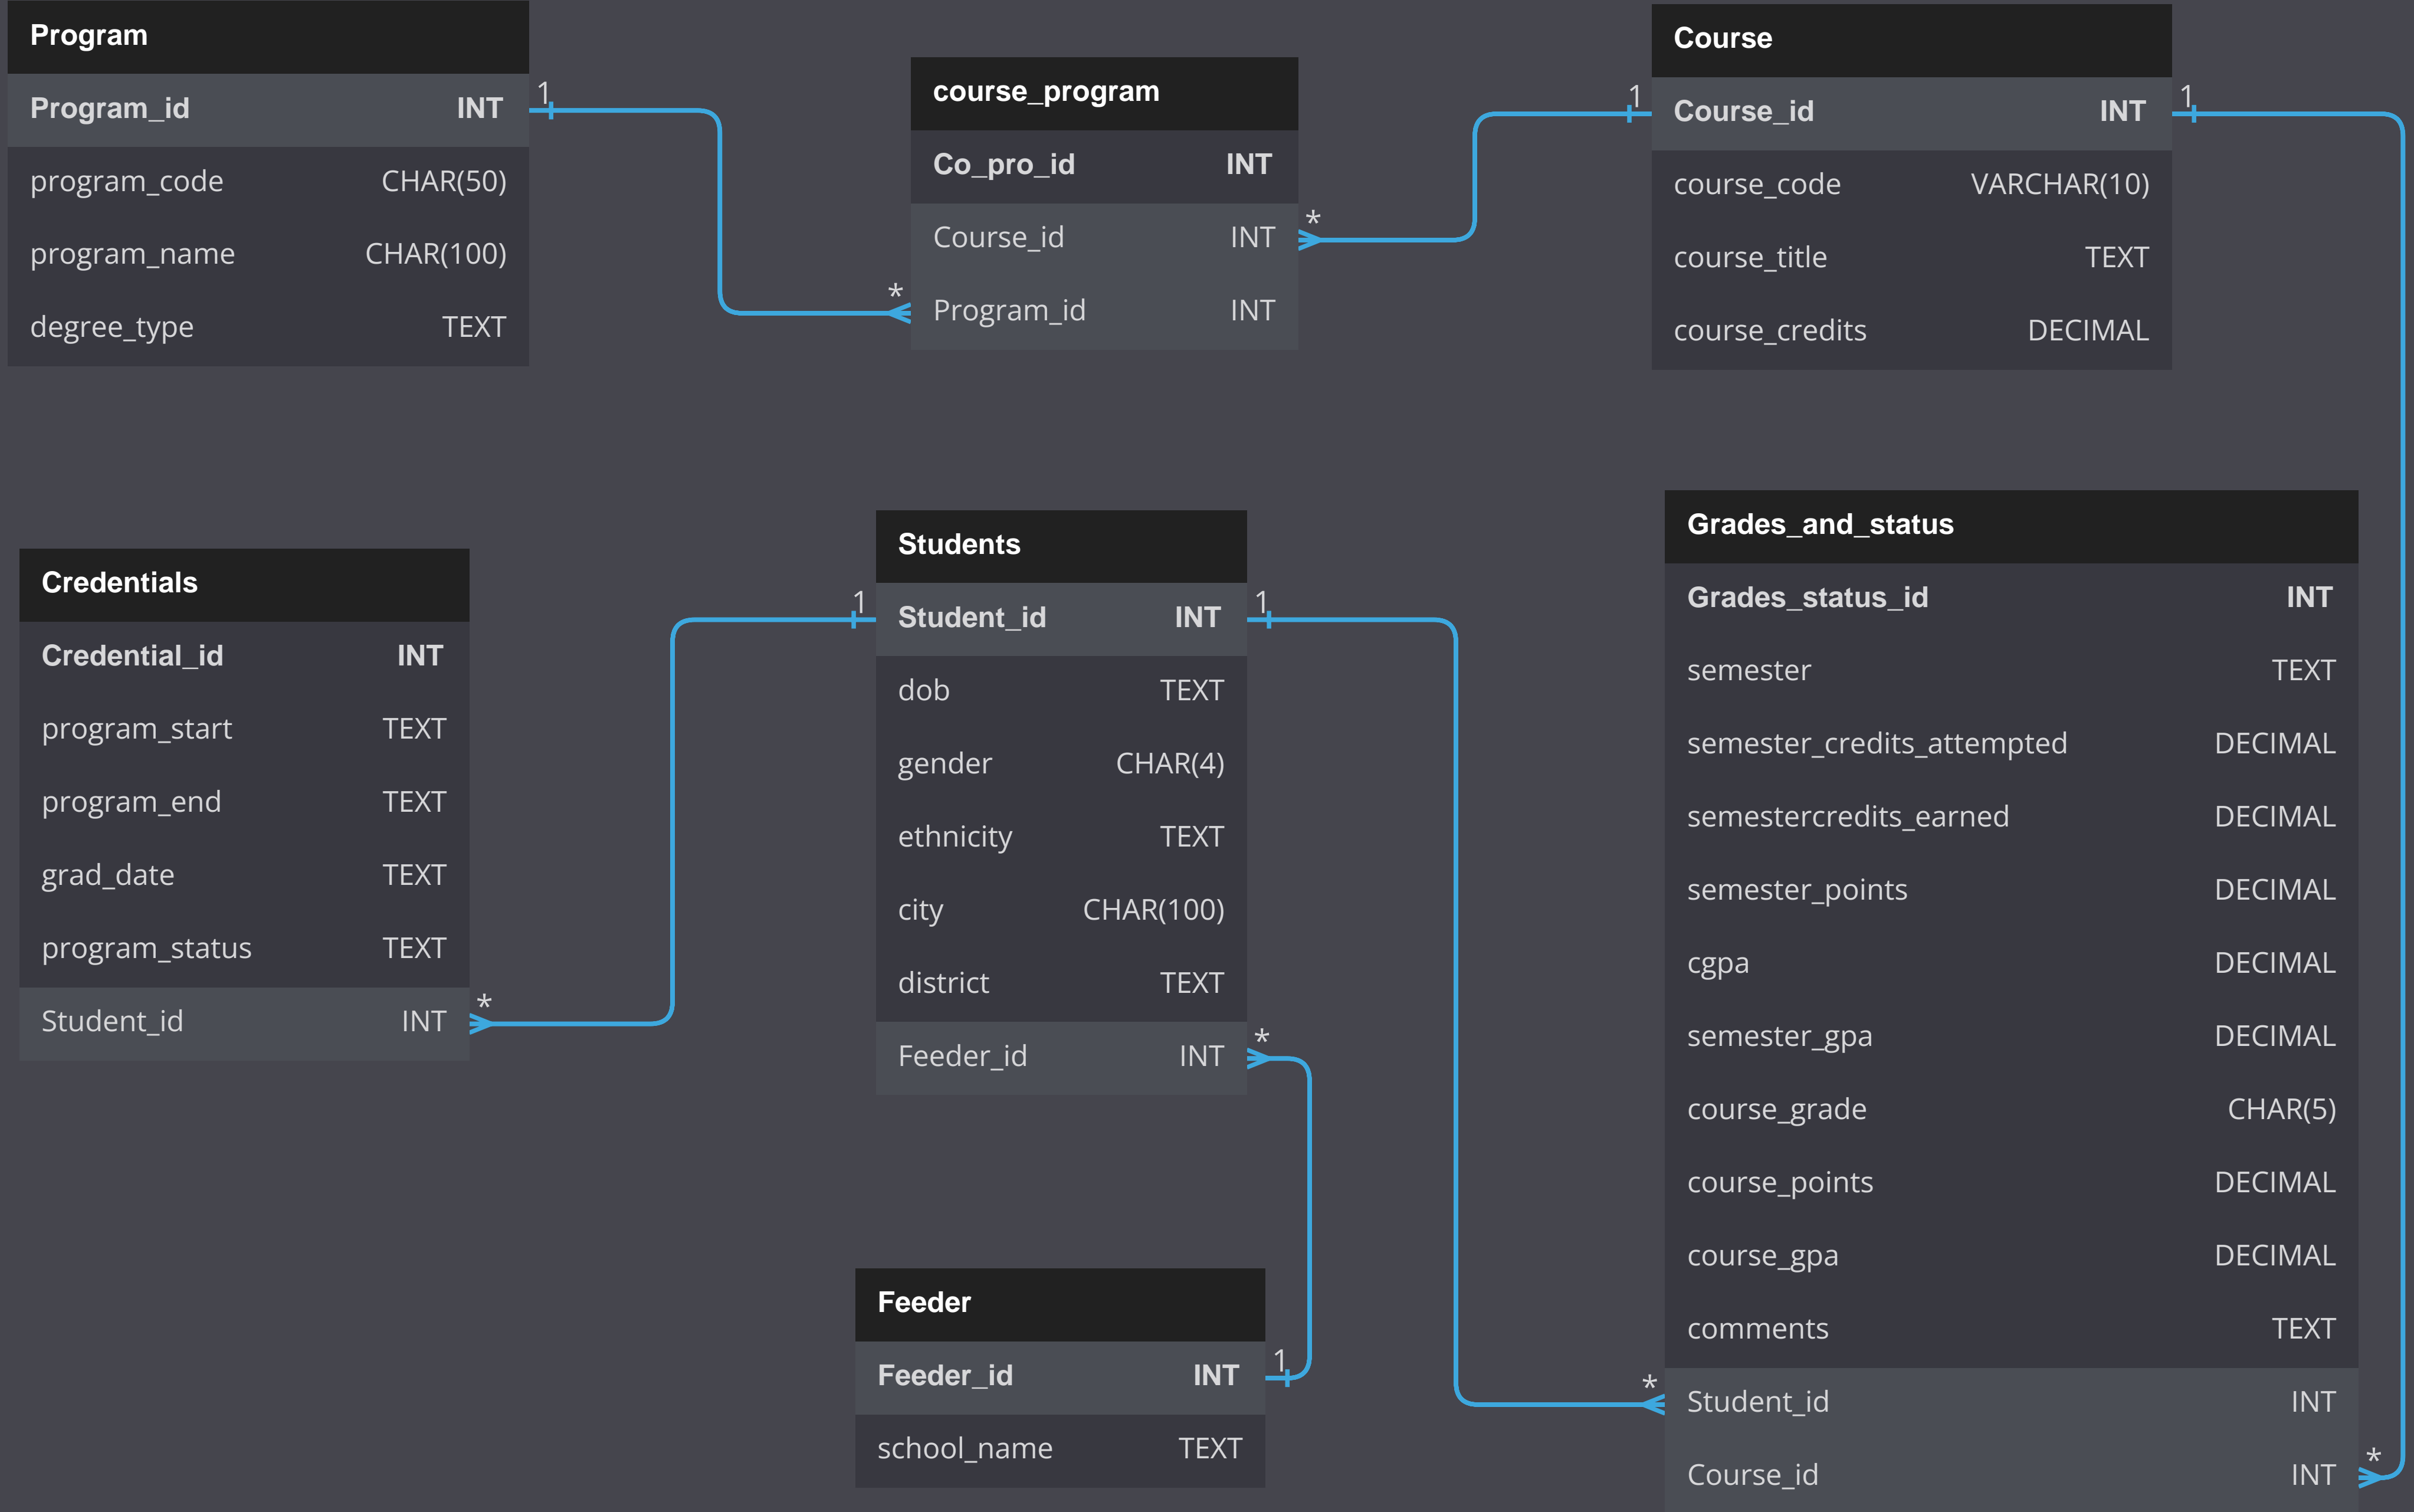 Program
Program_id INT
program_code CHAR(50)
program_name CHAR(100)
degree_type TEXT
1
*
course_program
Co_pro_id INT
Course_id INT
Program_id INT
*
1
Course
Course_id INT
course_code VARCHAR(10)
course_title TEXT
course_credits DECIMAL
1
Credentials
Credential_id INT
program_start TEXT
program_end TEXT
grad_date TEXT
program_status TEXT
Student_id INT
*
1
Students
Student_id INT
dob TEXT
gender CHAR(4)
ethnicity TEXT
city CHAR(100)
district TEXT
Feeder_id INT
1
*
Feeder
Feeder_id INT
school_name TEXT
1
Grades_and_status
Grades_status_id INT
semester TEXT
semester_credits_attempted DECIMAL
semestercredits_earned DECIMAL
semester_points DECIMAL
cgpa DECIMAL
semester_gpa DECIMAL
course_grade CHAR(5)
course_points DECIMAL
course_gpa DECIMAL
comments TEXT
Student_id INT
Course_id INT
*
*